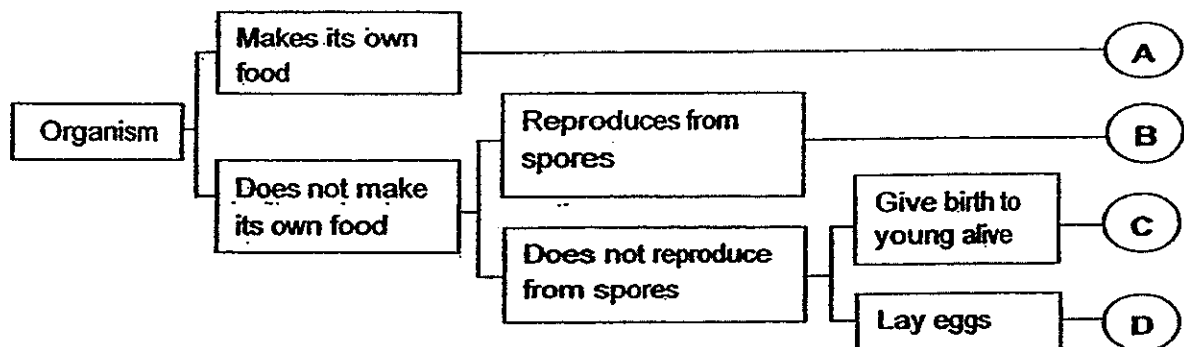 Makes its own
food
A
Organism
Reproduces from
spores
B
Does not make
its own food
Give birth to
young alive
C
Does not reproduce
from spores
Lay eggs
D